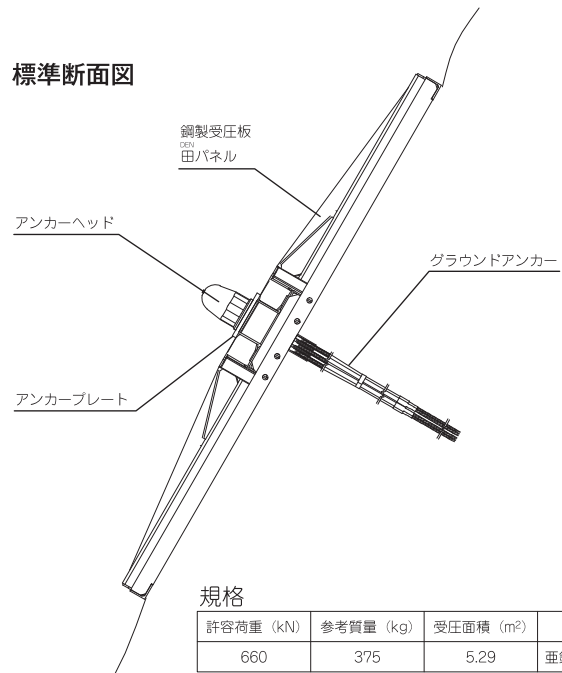 標準断面図
鋼製受圧板
DEN
田パネル
アンカーヘッド
グラウンドアンカー
アンカープレート
規格
許容荷重（kN） 参考質量（kg） 受圧面積（m²）
660 375 5.29